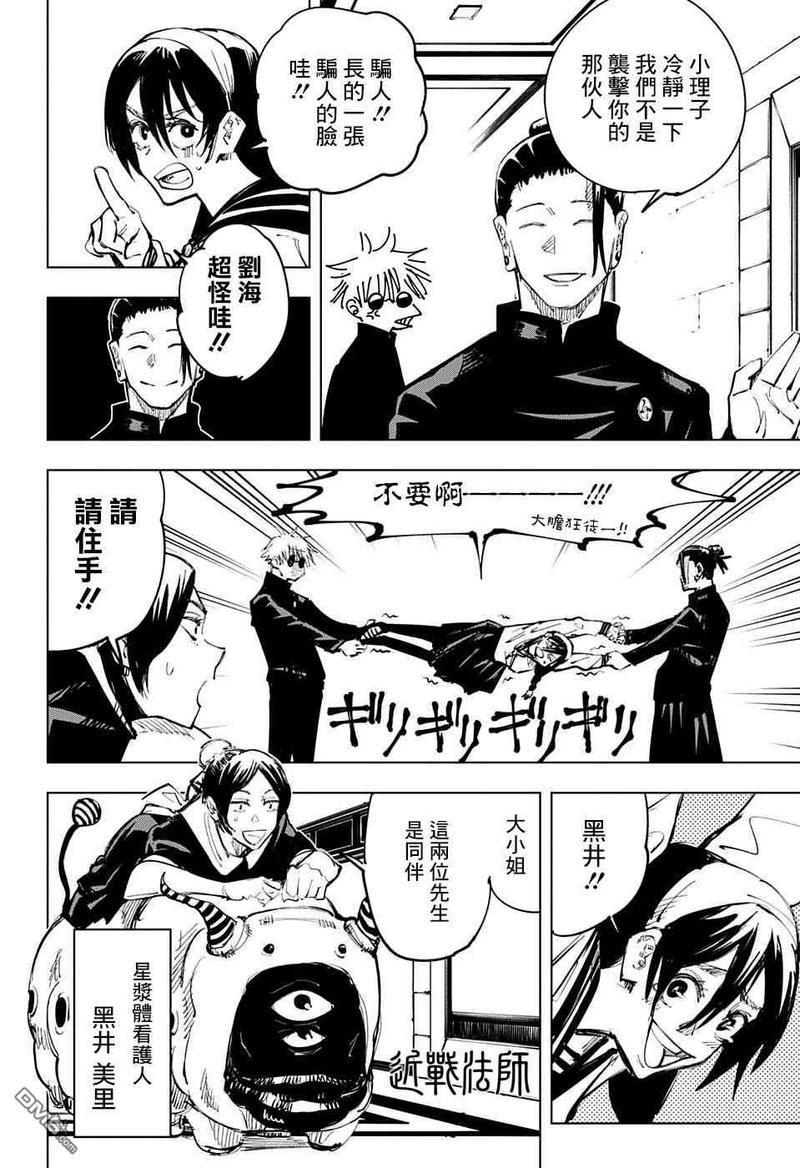 小理子
冷靜一下
我們不是
襲擊你的
那伙人
騙人!!
長的一張
騙人的臉
哇!!
劉海
超怪哇!!
不要啊————!!!
大膽狂徒—!!
請
請住手!!
ギリギリギリギリ
黑井!!
大小姐
這兩位先生
是同伴
星漿體看護人
黑井 美里
近戰法師